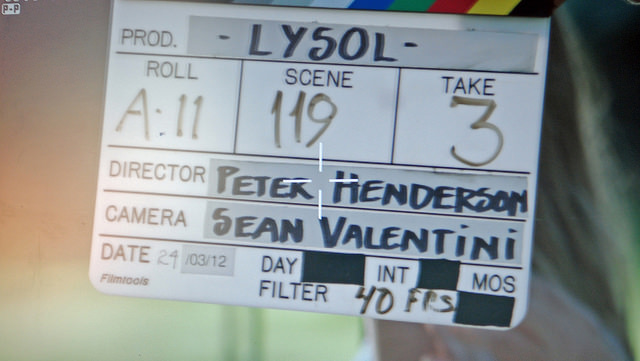 P-P
PROD. - LYSOL -
ROLL SCENE TAKE
A:11 119 3
DIRECTOR PETER HENDERSON
CAMERA SEAN VALENTINI
DATE 24 /03/12 DAY INT MOS
Filmtools FILTER 40 FPS